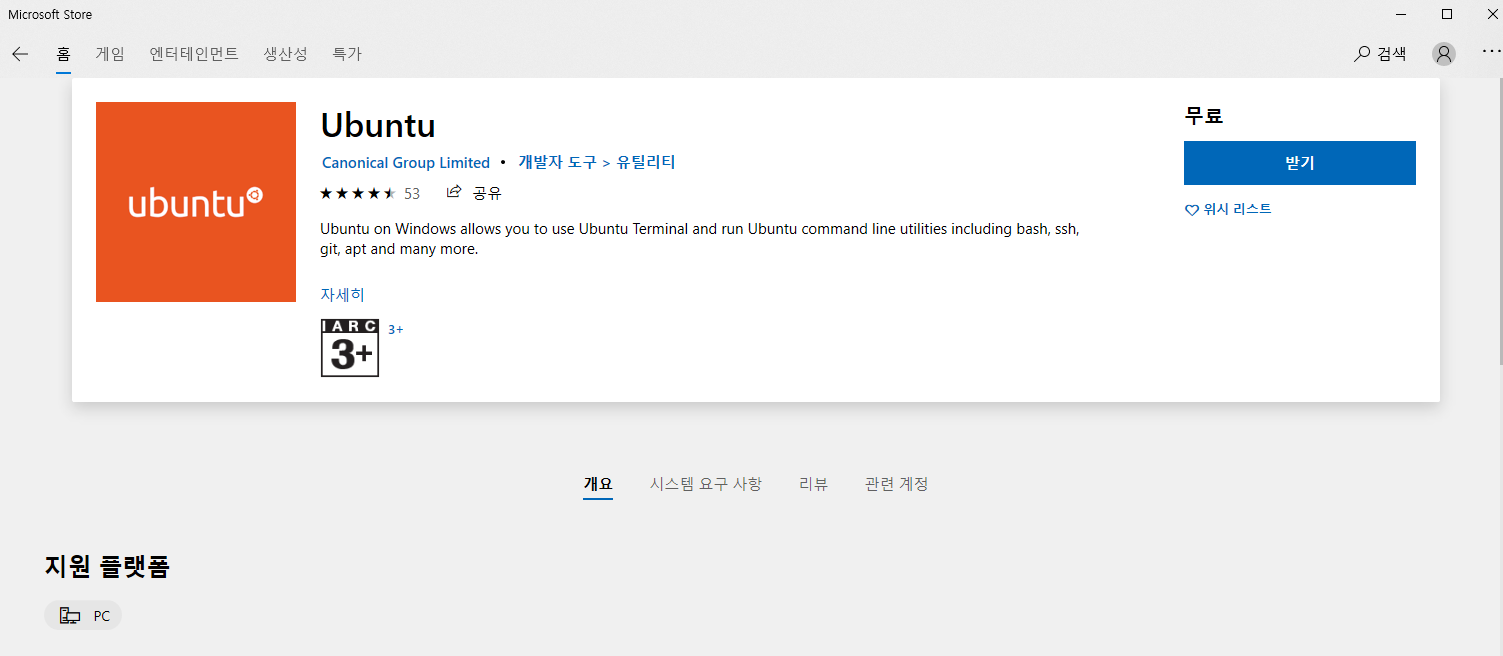 Microsoft Store
홈 게임 엔터테인먼트 생산성 특가 검색
ubuntu
Ubuntu
Canonical Group Limited • 개발자 도구 > 유틸리티
53 공유
Ubuntu on Windows allows you to use Ubuntu Terminal and run Ubuntu command line utilities including bash, ssh,
git, apt and many more.
자세히
IARC
3+
3+
무료
받기
위시 리스트
개요 시스템 요구 사항 리뷰 관련 계정
지원 플랫폼
PC